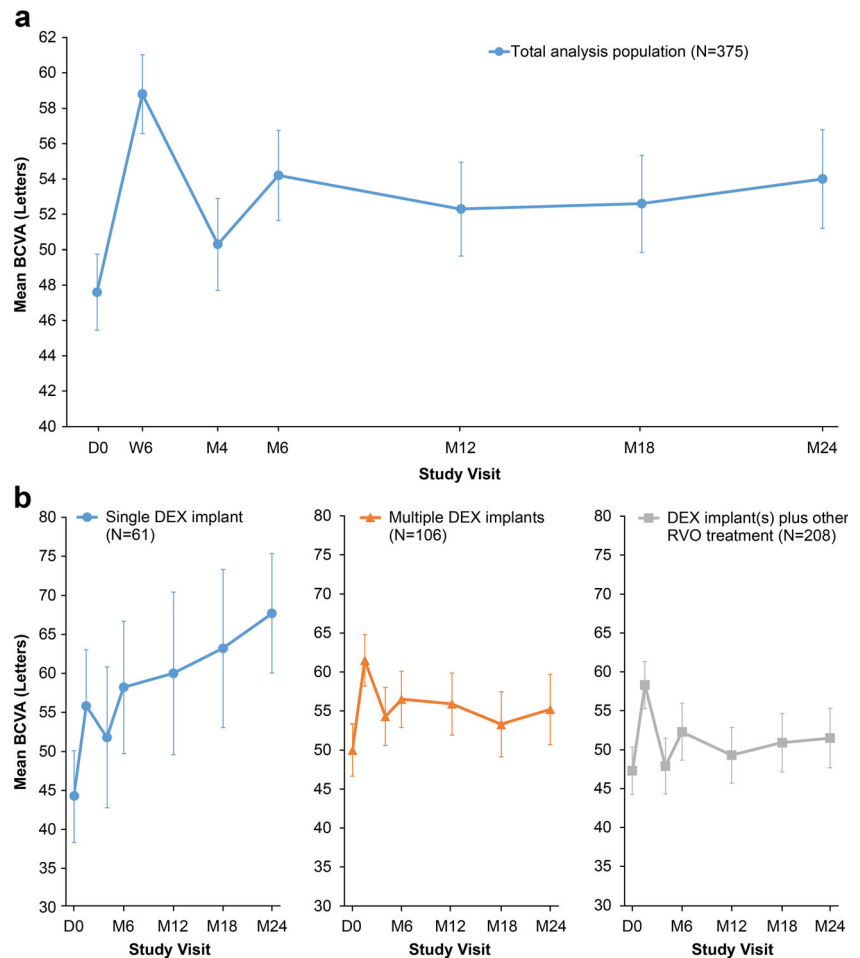 a
62
60
58
56
54
52
50
48
46
44
42
40
Mean BCVA (Letters)
Total analysis population (N=375)
D0 W6 M4 M6 M12 M18 M24
Study Visit
b
80
75
70
65
60
55
50
45
40
35
30
Mean BCVA (Letters)
Single DEX implant
(N=61)
D0 M6 M12 M18 M24
Study Visit
80
75
70
65
60
55
50
45
40
35
30
Multiple DEX implants
(N=106)
D0 M6 M12 M18 M24
Study Visit
80
75
70
65
60
55
50
45
40
35
30
DEX implant(s) plus other
RVO treatment (N=208)
D0 M6 M12 M18 M24
Study Visit